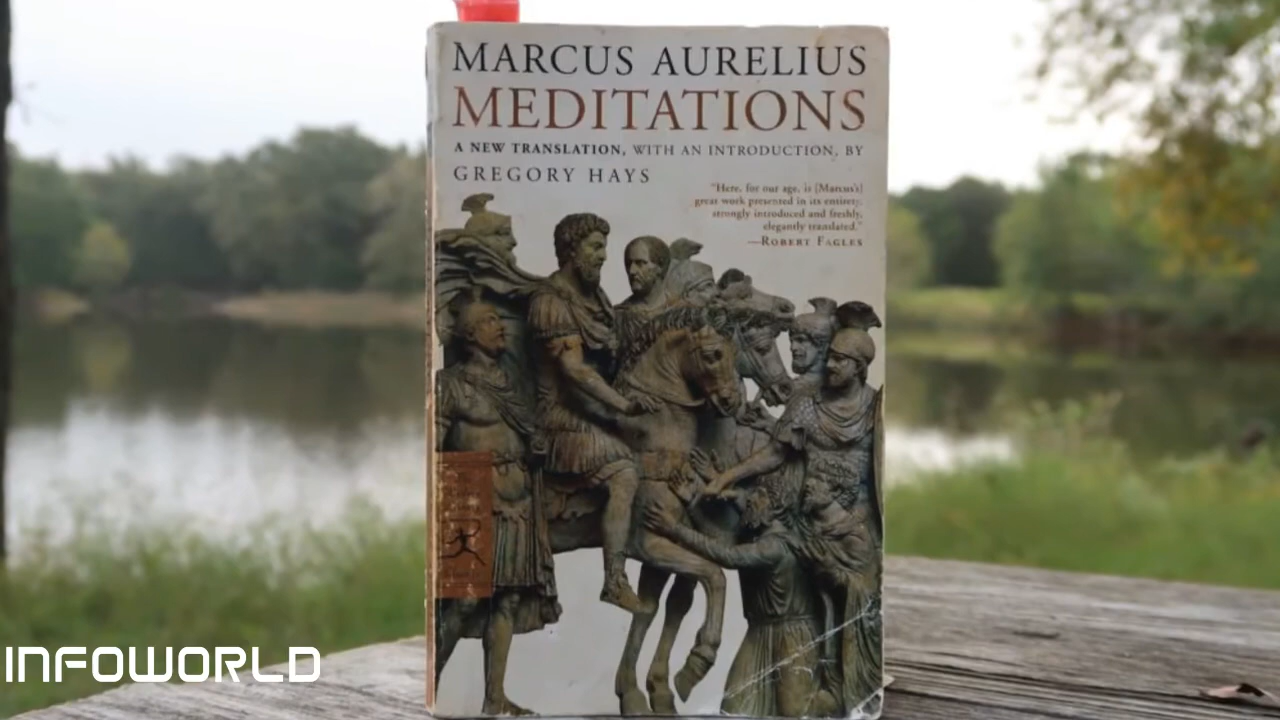 MARCUS AURELIUS
MEDITATIONS
A NEW TRANSLATION, WITH AN INTRODUCTION, BY
GREGORY HAYS
"Here, for our age, is [Marcus's]
great work presented in its entirety,
strongly introduced and freshly,
elegantly translated."
—ROBERT FAGLES
INFOWORLD